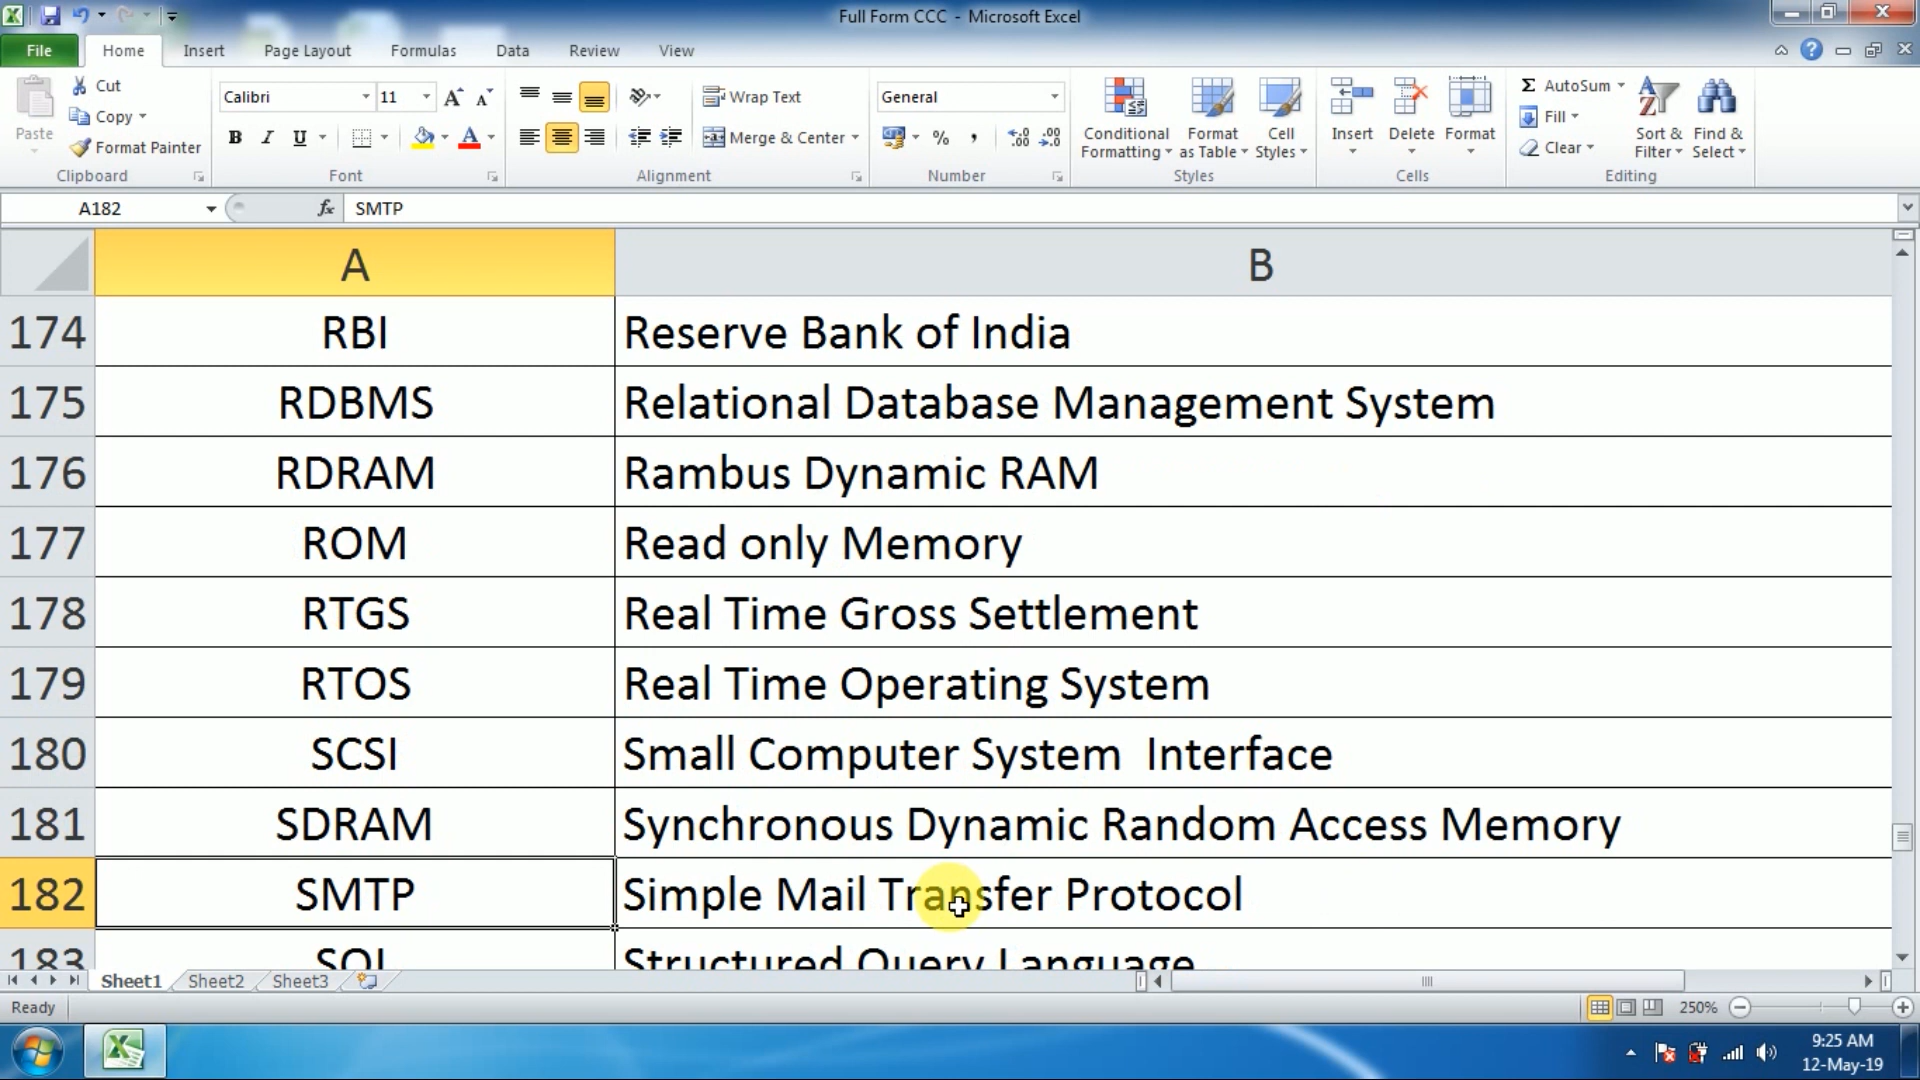 Full Form CCC - Microsoft Excel
File Home Insert Page Layout Formulas Data Review View
Paste Cut Copy Format Painter Clipboard
Calibri 11 B I U Font
Wrap Text Merge & Center Alignment
General % , Number
Conditional Formatting Format as Table Cell Styles Styles
Insert Delete Format Cells
Σ AutoSum Fill Clear Sort & Filter Find & Select Editing
A182 fx SMTP
A B
174 RBI Reserve Bank of India
175 RDBMS Relational Database Management System
176 RDRAM Rambus Dynamic RAM
177 ROM Read only Memory
178 RTGS Real Time Gross Settlement
179 RTOS Real Time Operating System
180 SCSI Small Computer System  Interface
181 SDRAM Synchronous Dynamic Random Access Memory
182 SMTP Simple Mail Transfer Protocol
183 SQL Structured Query Language
Sheet1 Sheet2 Sheet3
Ready 250%
9:25 AM
12-May-19